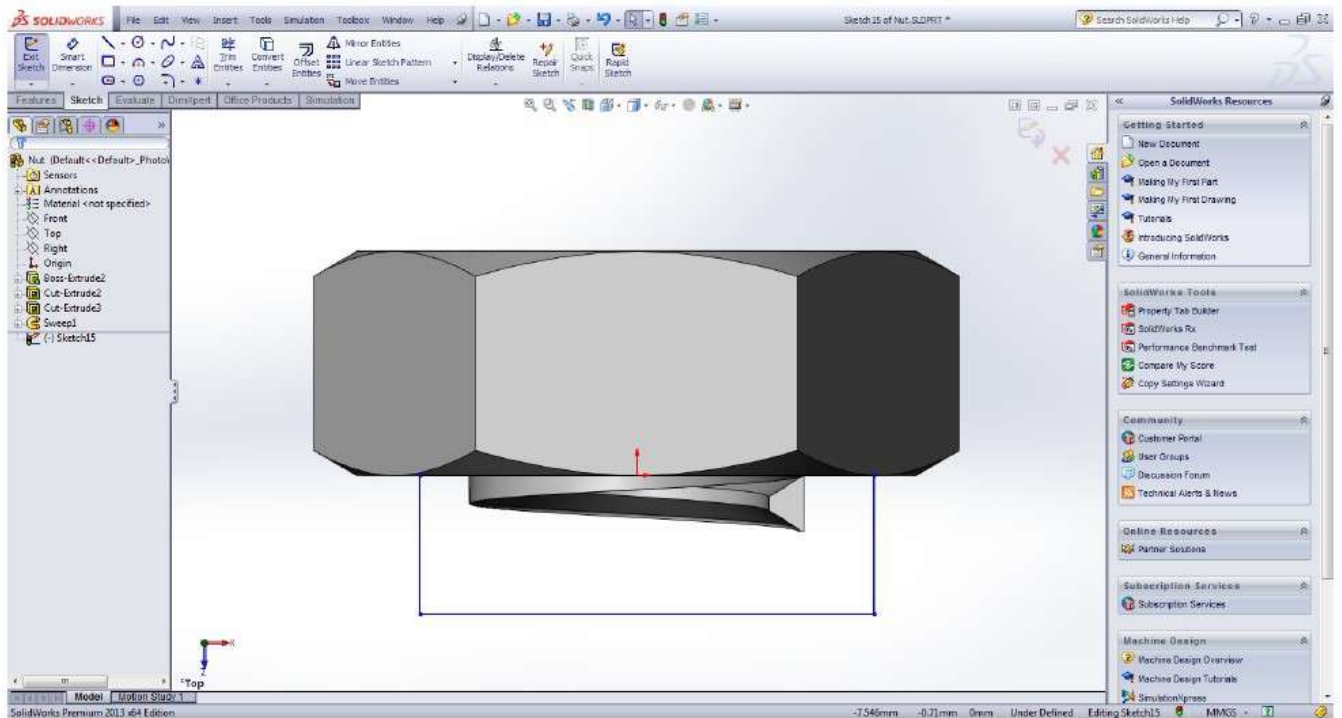 SOLIDWORKS File Edit View Insert Tools Simulation Toolbox Window Help Sketch 15 of Nut.SLDPRT * Search SolidWorks Help
Exit Sketch
Smart Dimension
Trim Entities
Convert Entities
Offset Entities
Mirror Entities
Linear Sketch Pattern
Move Entities
Display/Delete Relations
Repair Sketch
Quick Snaps
Rapid Sketch
Features Sketch Evaluate DimXpert Office Products Simulation
Nut (Default<<Default>_Photo
Sensors
Annotations
Material <not specified>
Front
Top
Right
Origin
Boss-Extrude2
Cut-Extrude2
Cut-Extrude3
Sweep1
(-) Sketch15
X
Z
*Top
SolidWorks Resources
Getting Started
New Document
Open a Document
Making My First Part
Making My First Drawing
Tutorials
Introducing SolidWorks
General Information
SolidWorks Tools
Property Tab Builder
SolidWorks Rx
Performance Benchmark Test
Compare My Score
Copy Settings Wizard
Community
Customer Portal
User Groups
Discussion Forum
Technical Alerts & News
Online Resources
Partner Solutions
Subscription Services
Subscription Services
Machine Design
Machine Design Overview
Machine Design Tutorials
SimulationXpress
Model Motion Study 1
SolidWorks Premium 2013 x64 Edition -7.546mm -0.71mm 0mm Under Defined Editing Sketch15 MMGS